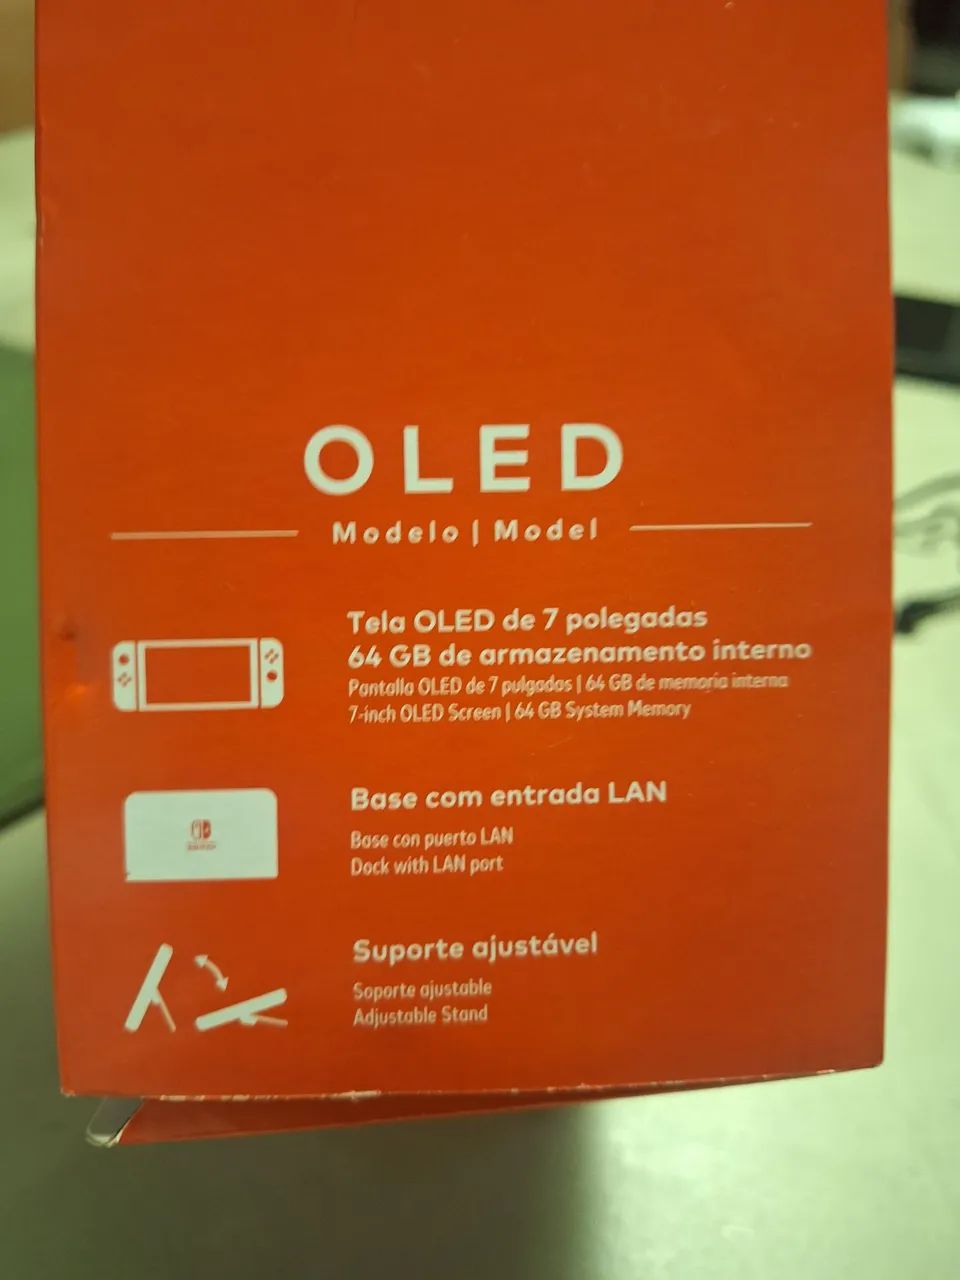 OLED
Modelo | Model
Tela OLED de 7 polegadas
64 GB de armazenamento interno
Pantalla OLED de 7 pulgadas | 64 GB de memoria interna
7-inch OLED Screen | 64 GB System Memory
Base com entrada LAN
Base con puerto LAN
Dock with LAN port
Suporte ajustável
Soporte ajustable
Adjustable Stand